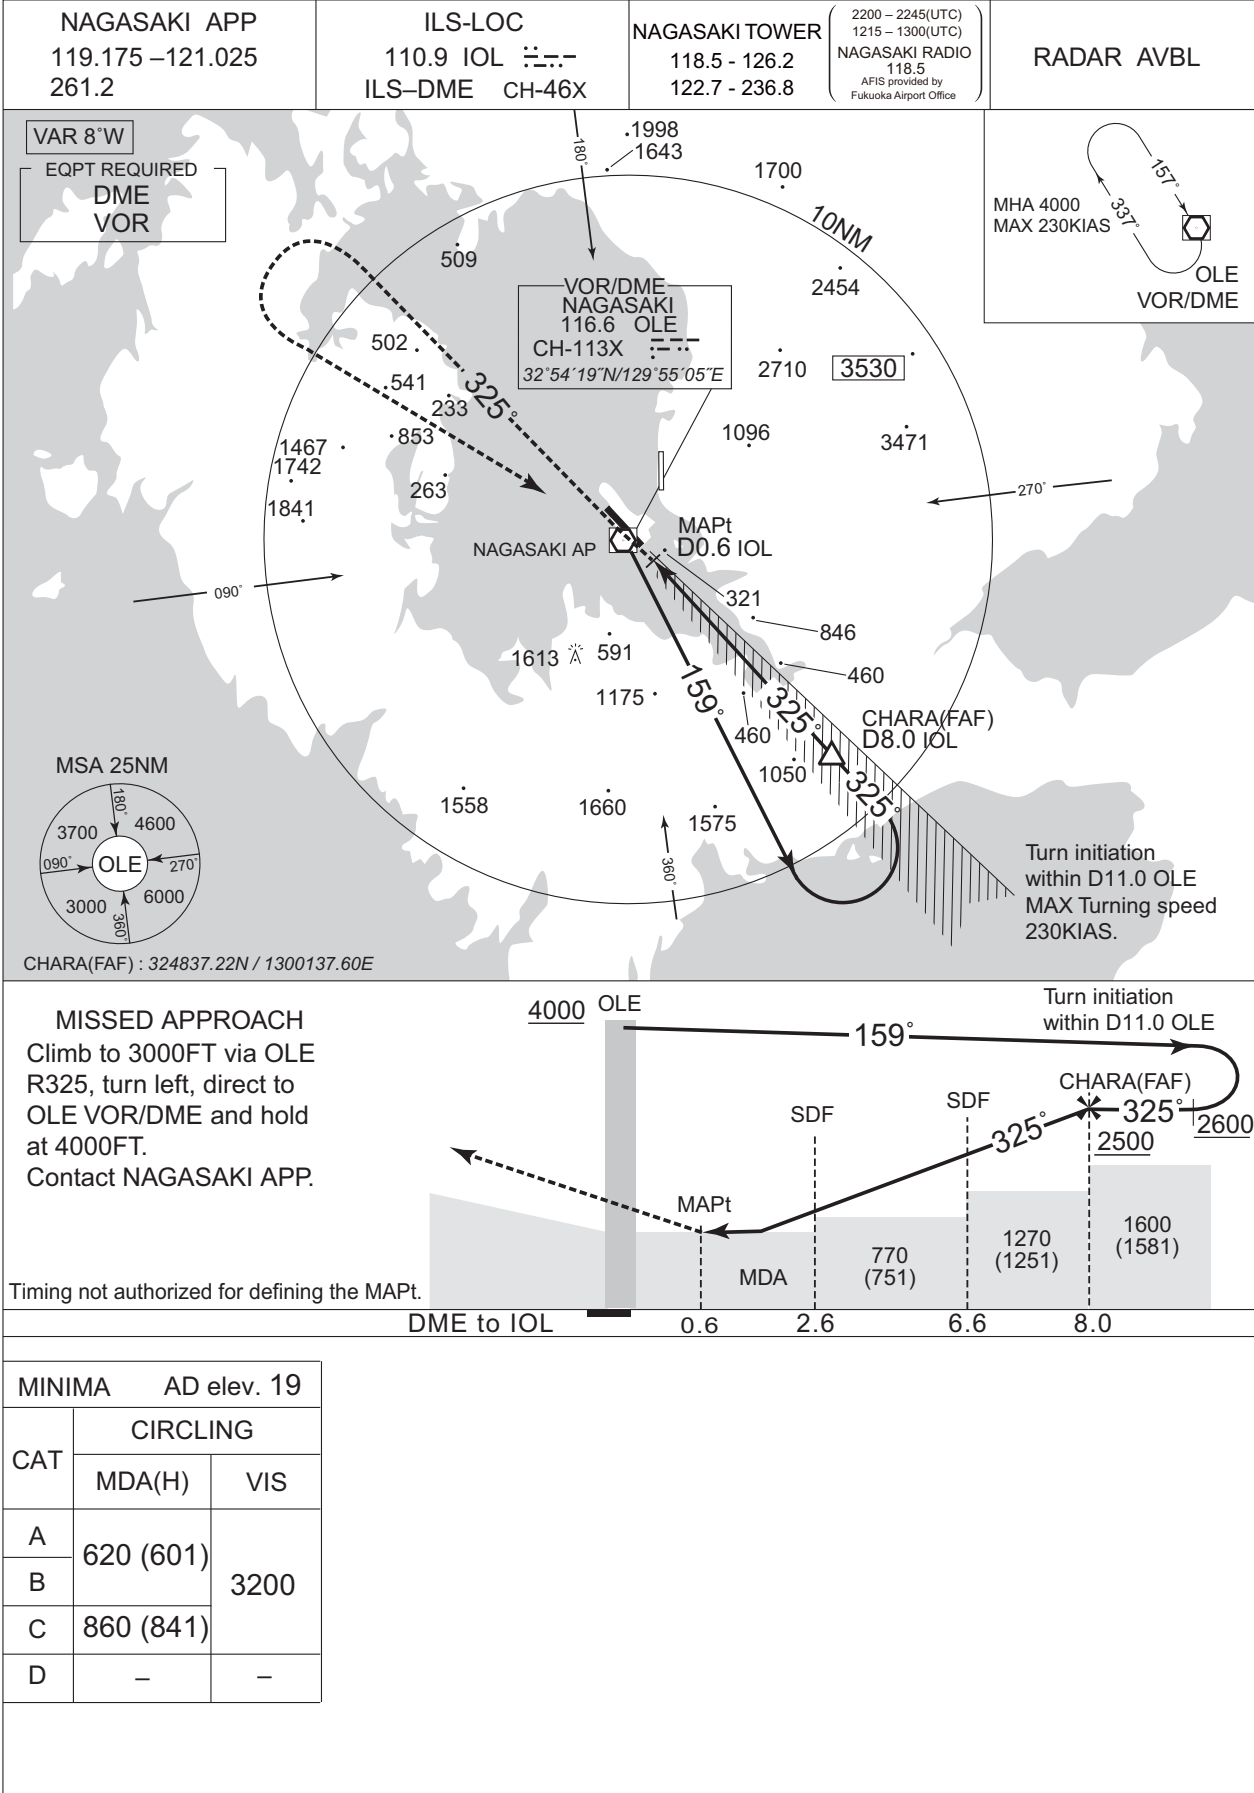 NAGASAKI APP
119.175 –121.025
261.2
ILS-LOC
110.9 IOL
ILS–DME CH-46X
NAGASAKI TOWER
118.5 - 126.2
122.7 - 236.8
2200 – 2245(UTC)
1215 – 1300(UTC)
NAGASAKI RADIO
118.5
AFIS provided by
Fukuoka Airport Office
RADAR AVBL
VAR 8˚W
EQPT REQUIRED
DME
VOR
180˚
1998
1643
1700
10NM
157˚
337˚
MHA 4000
MAX 230KIAS
OLE
VOR/DME
509
2454
VOR/DME
NAGASAKI
116.6 OLE
CH-113X
32˚54´19˝N/129˚55´05˝E
502
2710
3530
541
325˚
233
853
1096
3471
1467
1742
263
270˚
1841
MAPt
D0.6 IOL
NAGASAKI AP
090˚
321
846
1613
591
460
1175
159˚
325˚
460
CHARA(FAF)
D8.0 IOL
1050
325˚
MSA 25NM
180˚
3700
4600
090˚
OLE
270˚
3000
6000
360˚
1558
1660
1575
360˚
Turn initiation
within D11.0 OLE
MAX Turning speed
230KIAS.
CHARA(FAF) : 324837.22N / 1300137.60E
MISSED APPROACH
Climb to 3000FT via OLE
R325, turn left, direct to
OLE VOR/DME and hold
at 4000FT.
Contact NAGASAKI APP.
Timing not authorized for defining the MAPt.
4000
OLE
159˚
Turn initiation
within D11.0 OLE
CHARA(FAF)
SDF
SDF
325˚
325˚
2600
2500
MAPt
MDA
770
(751)
1270
(1251)
1600
(1581)
DME to IOL 0.6 2.6 6.6 8.0
MINIMA AD elev. 19
CAT
CIRCLING
MDA(H) VIS
A
B
620 (601)
3200
C 860 (841)
D – –